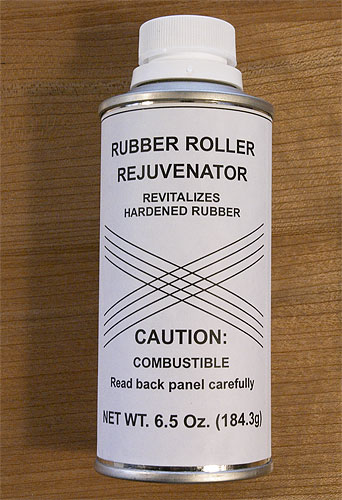 RUBBER ROLLER
REJUVENATOR
REVITALIZES
HARDENED RUBBER
CAUTION:
COMBUSTIBLE
Read back panel carefully
NET WT. 6.5 Oz. (184.3g)